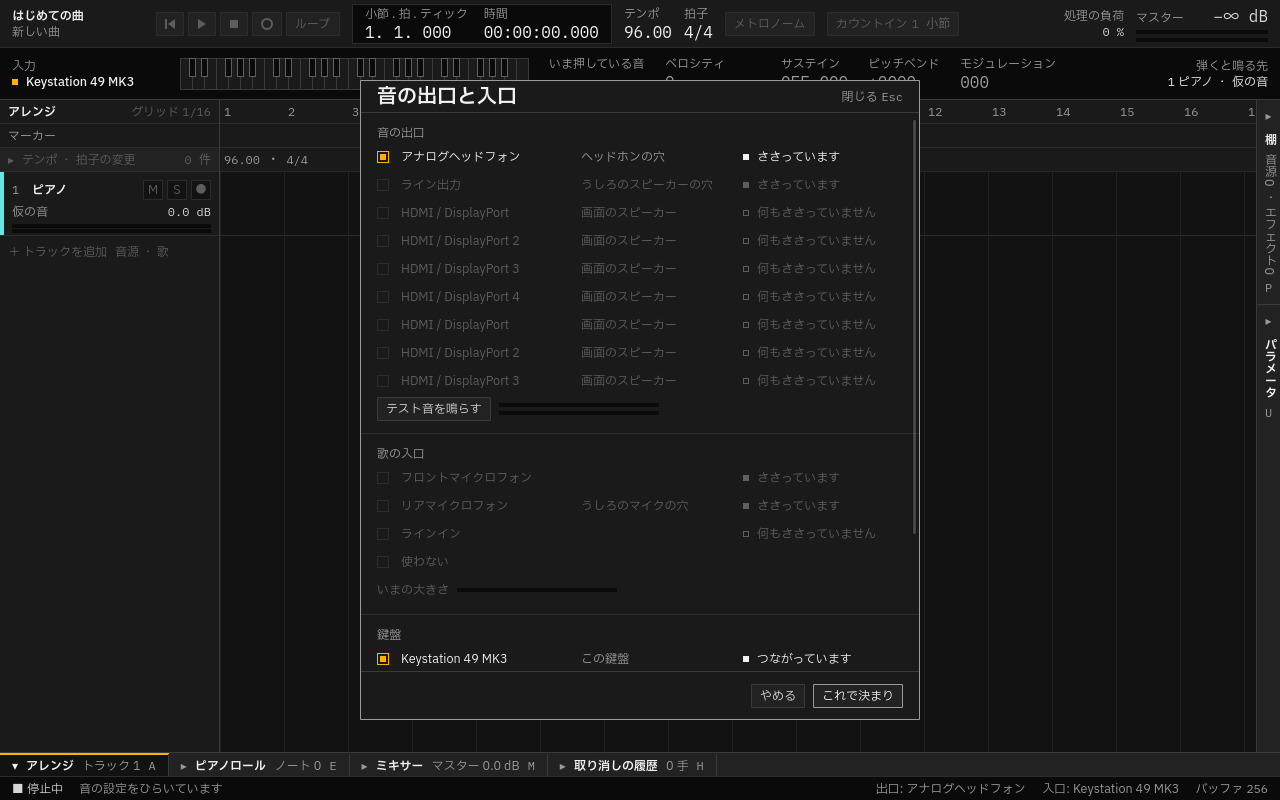 はじめての曲
新しい曲
ループ
小節 . 拍 . ティック 時間
1. 1. 000 00:00:00.000
テンポ 拍子
96.00 4/4
メトロノーム
カウントイン 1 小節
処理の負荷
0 %
マスター −∞ dB
入力
Keystation 49 MK3
いま押している音 ベロシティ サステイン ピッチベンド モジュレーション
000
弾くと鳴る先
1 ピアノ · 仮の音
アレンジ グリッド 1/16
1 2 3 12 13 14 15 16 1
マーカー
▸ テンポ · 拍子の変更 0 件
96.00 · 4/4
1 ピアノ M S
仮の音 0.0 dB
＋ トラックを追加 音源 · 歌
音の出口と入口
閉じる Esc
音の出口
アナログヘッドフォン ヘッドホンの穴 ささっています
ライン出力 うしろのスピーカーの穴 ささっています
HDMI / DisplayPort 画面のスピーカー 何もささっていません
HDMI / DisplayPort 2 画面のスピーカー 何もささっていません
HDMI / DisplayPort 3 画面のスピーカー 何もささっていません
HDMI / DisplayPort 4 画面のスピーカー 何もささっていません
HDMI / DisplayPort 画面のスピーカー 何もささっていません
HDMI / DisplayPort 2 画面のスピーカー 何もささっていません
HDMI / DisplayPort 3 画面のスピーカー 何もささっていません
テスト音を鳴らす
歌の入口
フロントマイクロフォン ささっています
リアマイクロフォン うしろのマイクの穴 ささっています
ラインイン 何もささっていません
使わない
いまの大きさ
鍵盤
Keystation 49 MK3 この鍵盤 つながっています
やめる
これで決まり
▸ 棚 音源 0 · エフェクト 0 P
▸ パラメータ U
▾ アレンジ トラック 1 A
▸ ピアノロール ノート 0 E
▸ ミキサー マスター 0.0 dB M
▸ 取り消しの履歴 0 手 H
■ 停止中 音の設定をひらいています
出口: アナログヘッドフォン 入口: Keystation 49 MK3 バッファ 256